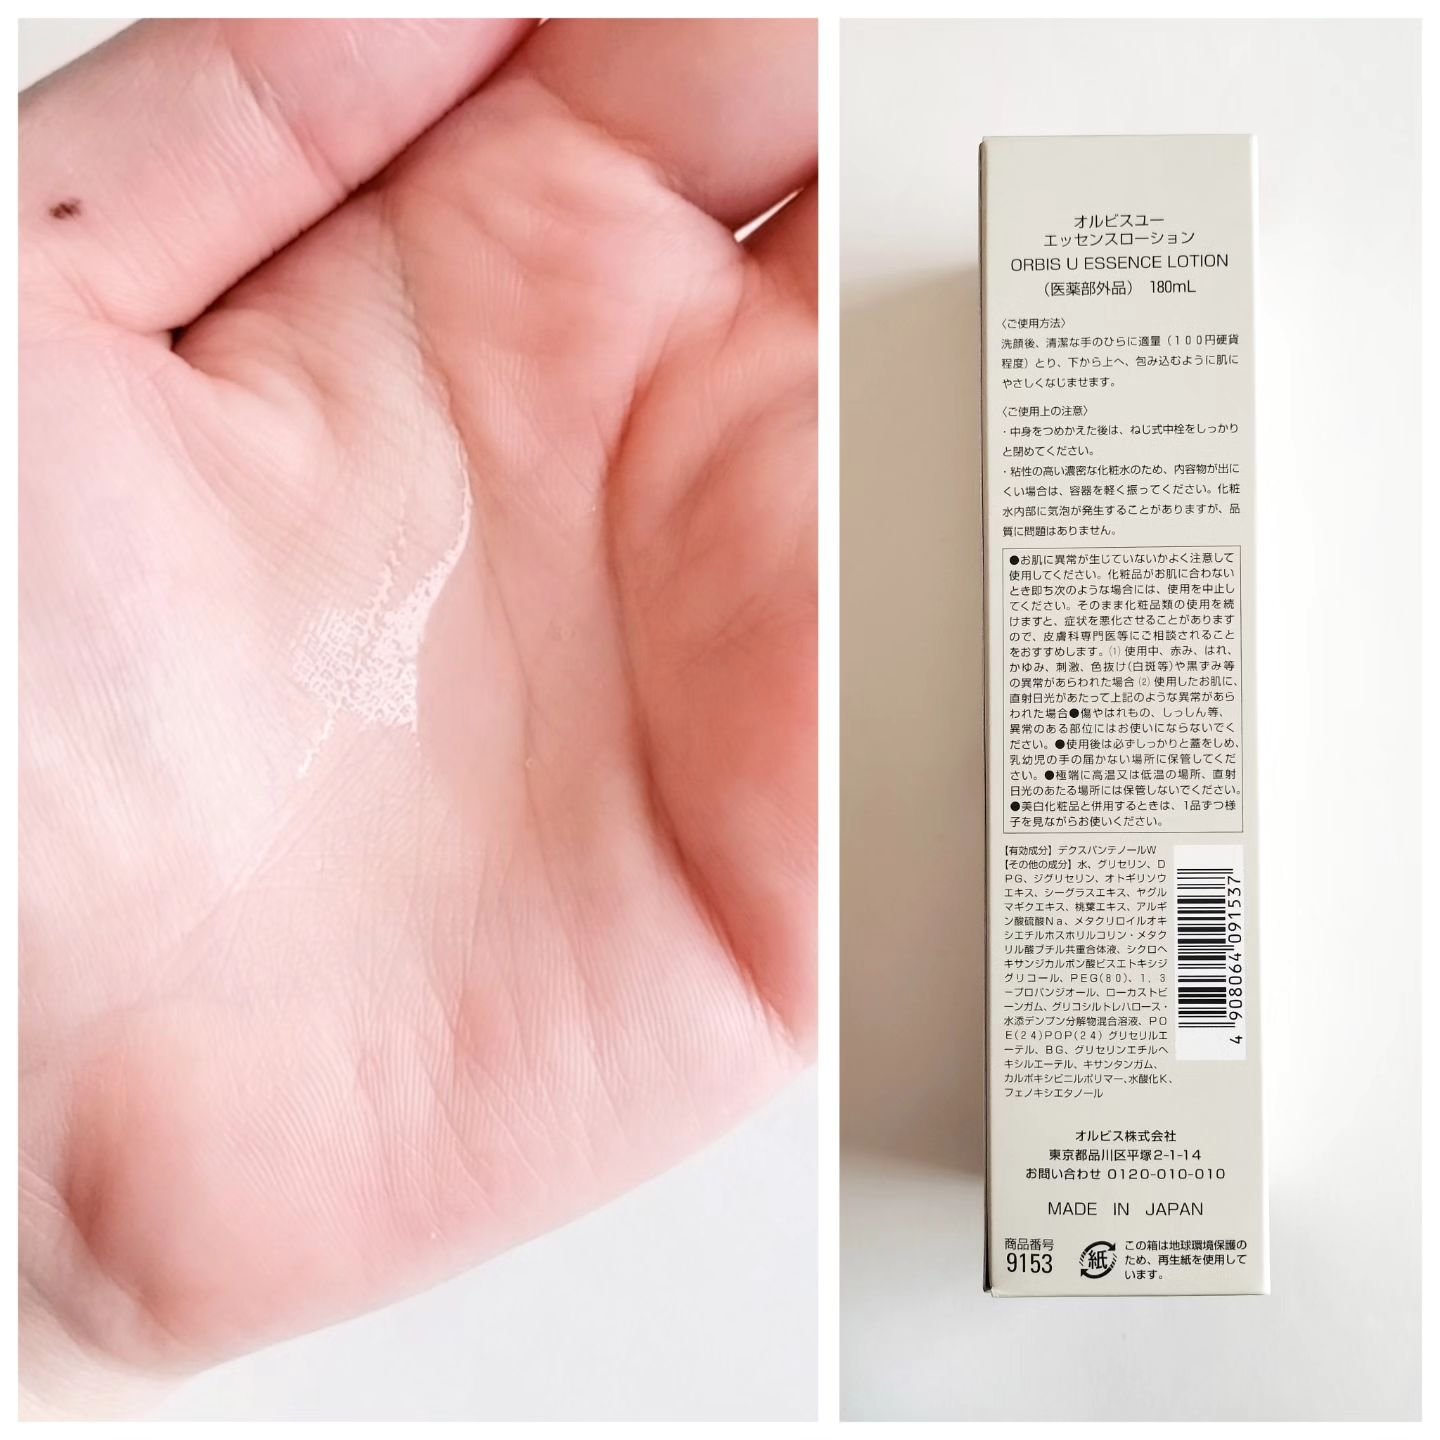 オルビスユー
エッセンスローション
ORBIS U ESSENCE LOTION
（医薬部外品） 180mL
〈ご使用方法〉
洗顔後、清潔な手のひらに適量（１００円硬貨
程度）とり、下から上へ、包み込むように肌に
やさしくなじませます。
〈ご使用上の注意〉
・中身をつめかえた後は、ねじ式中栓をしっかり
と閉めてください。
・粘性の高い濃密な化粧水のため、内容物が出に
くい場合は、容器を軽く振ってください。化粧
水内部に気泡が発生することがありますが、品
質に問題はありません。
●お肌に異常が生じていないかよく注意して
使用してください。化粧品がお肌に合わない
とき即ち次のような場合には、使用を中止し
てください。そのまま化粧品類の使用を続
けますと、症状を悪化させることがあります
ので、皮膚科専門医等にご相談されること
をおすすめします。(1)使用中、赤み、はれ、
かゆみ、刺激、色抜け(白斑等)や黒ずみ等
の異常があらわれた場合(2)使用したお肌に、
直射日光があたって上記のような異常があら
われた場合●傷やはれもの、しっしん等、
異常のある部位にはお使いにならないでく
ださい。●使用後は必ずしっかりと蓋をしめ、
乳幼児の手の届かない場所に保管してくだ
さい。●極端に高温又は低温の場所、直射
日光のあたる場所には保管しないでください。
●美白化粧品と併用するときは、1品ずつ様
子を見ながらお使いください。
【有効成分】デクスパンテノールW
【その他の成分】水、グリセリン、D
PG、ジグリセリン、オトギリソウ
エキス、シーグラスエキス、ヤグル
マギクエキス、桃葉エキス、アルギ
ン酸硫酸Na、メタクリロイルオキ
シエチルホスホリルコリン・メタク
リル酸ブチル共重合体液、シクロヘ
キサンジカルボン酸ビスエトキシジ
グリコール、PEG(80)、1，3
－プロパンジオール、ローカストビ
ーンガム、グリコシルトレハロース・
水添デンプン分解物混合溶液、PO
E(24)POP(24)グリセリルエ
ーテル、BG、グリセリンエチルヘ
キシルエーテル、キサンタンガム、
カルボキシビニルポリマー、水酸化K、
フェノキシエタノール
4 908064 091537
オルビス株式会社
東京都品川区平塚2-1-14
お問い合わせ 0120-010-010
MADE IN JAPAN
商品番号
9153
紙
この箱は地球環境保護の
ため、再生紙を使用して
います。